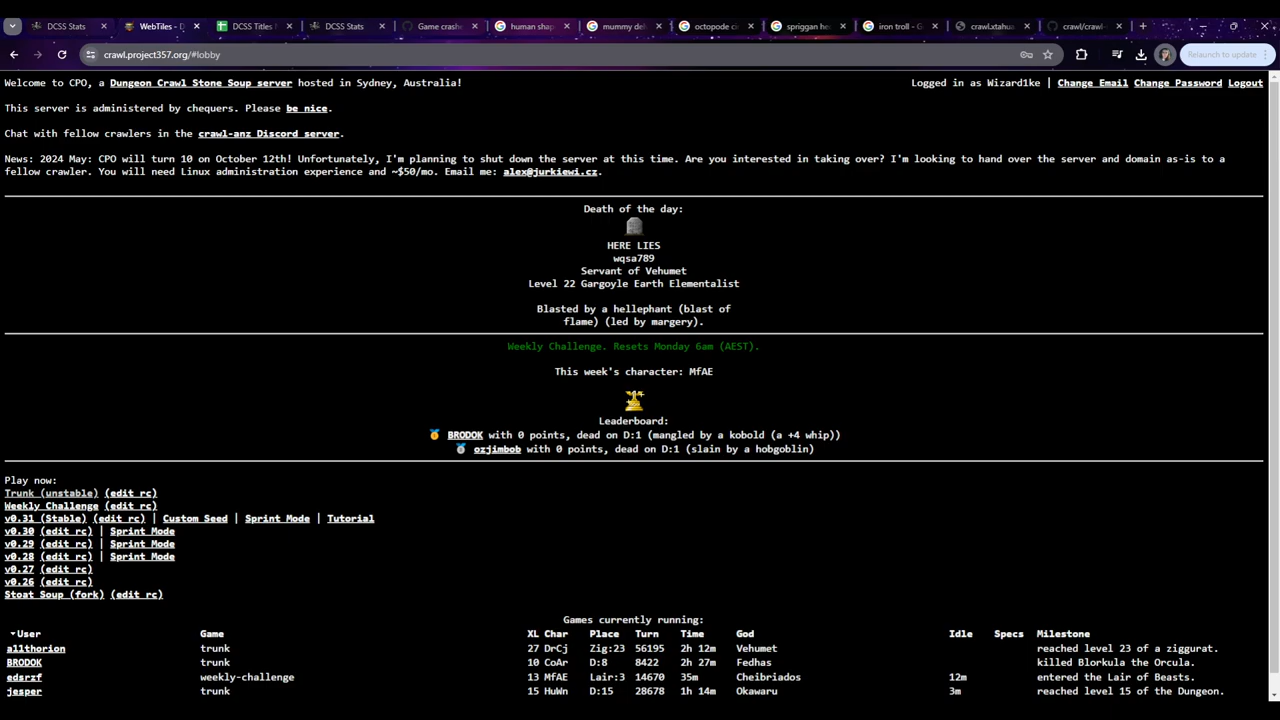 DCSS Stats
WebTiles - D
DCSS Titles
DCSS Stats
Game crash
human shap
mummy de
octopode c
spriggan he
iron troll - G
crawl.xtahua
crawl/crawl-
crawl.project357.org/#lobby
Relaunch to update
Welcome to CPO, a Dungeon Crawl Stone Soup server hosted in Sydney, Australia!
Logged in as Wizard1ke | Change Email Change Password Logout
This server is administered by chequers. Please be nice.
Chat with fellow crawlers in the crawl-anz Discord server.
News: 2024 May: CPO will turn 10 on October 12th! Unfortunately, I'm planning to shut down the server at this time. Are you interested in taking over? I'm looking to hand over the server and domain as-is to a
fellow crawler. You will need Linux administration experience and ~$50/mo. Email me: alex@jurkiewi.cz.
Death of the day:
HERE LIES
wqsa789
Servant of Vehumet
Level 22 Gargoyle Earth Elementalist
Blasted by a hellephant (blast of
flame) (led by margery).
Weekly Challenge. Resets Monday 6am (AEST).
This week's character: MfAE
Leaderboard:
BRODOK with 0 points, dead on D:1 (mangled by a kobold (a +4 whip))
ozjimbob with 0 points, dead on D:1 (slain by a hobgoblin)
Play now:
Trunk (unstable) (edit rc)
Weekly Challenge (edit rc)
v0.31 (Stable) (edit rc) | Custom Seed | Sprint Mode | Tutorial
v0.30 (edit rc) | Sprint Mode
v0.29 (edit rc) | Sprint Mode
v0.28 (edit rc) | Sprint Mode
v0.27 (edit rc)
v0.26 (edit rc)
Stoat Soup (fork) (edit rc)
Games currently running:
User Game XL Char Place Turn Time God Idle Specs Milestone
allthorion trunk 27 DrCj Zig:23 56195 2h 12m Vehumet reached level 23 of a ziggurat.
BRODOK trunk 10 CoAr D:8 8422 2h 27m Fedhas killed Blorkula the Orcula.
edsrzf weekly-challenge 13 MfAE Lair:3 14670 35m Cheibriados 12m entered the Lair of Beasts.
jesper trunk 15 HuWn D:15 28678 1h 14m Okawaru 3m reached level 15 of the Dungeon.